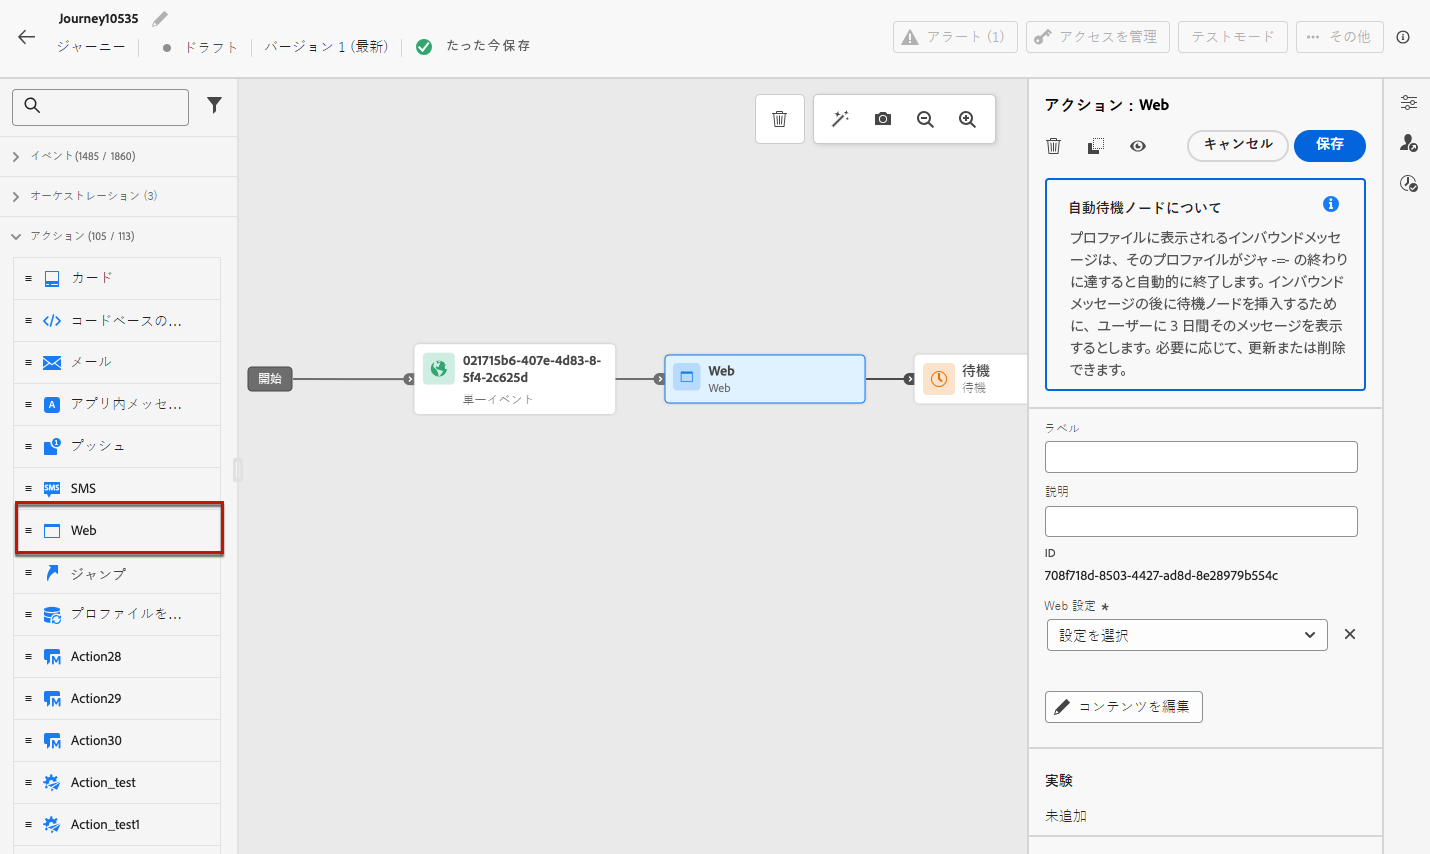 Journey10535
ジャーニー
ドラフト
バージョン 1 (最新)
たった今保存
アラート (1)
アクセスを管理
テストモード
その他
イベント(1485 / 1860)
オーケストレーション (3)
アクション (105 / 113)
カード
コードベースの...
メール
アプリ内メッセ...
プッシュ
SMS
Web
ジャンプ
プロファイルを...
Action28
Action29
Action30
Action_test
Action_test1
開始
021715b6-407e-4d83-8-
5f4-2c625d
単一イベント
Web
Web
待機
待機
アクション：Web
キャンセル
保存
自動待機ノードについて
プロファイルに表示されるインバウンドメッセ
ージは、そのプロファイルがジャ -=- の終わり
に達すると自動的に終了します。インバウンド
メッセージの後に待機ノードを挿入するため
に、ユーザーに 3 日間そのメッセージを表示
するとします。必要に応じて、更新または削除
できます。
ラベル
説明
ID
708f718d-8503-4427-ad8d-8e28979b554c
Web 設定 *
設定を選択
コンテンツを編集
実験
未追加